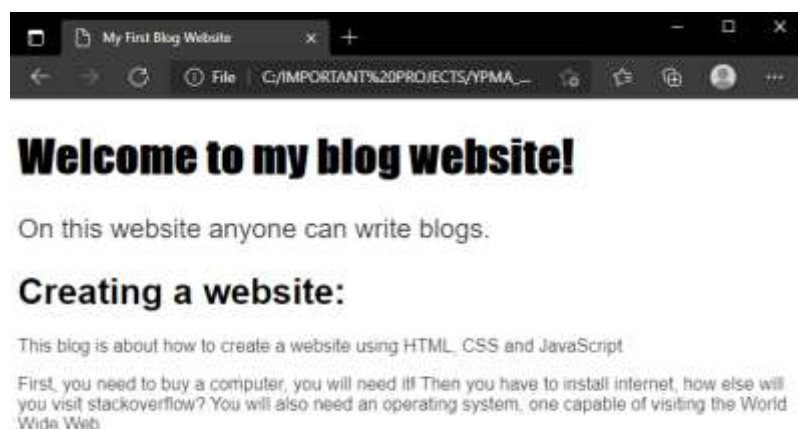 My First Blog Website
File C:/IMPORTANT%20PROJECTS/YPMA_...
Welcome to my blog website!
On this website anyone can write blogs.
Creating a website:
This blog is about how to create a website using HTML, CSS and JavaScript
First, you need to buy a computer, you will need it! Then you have to install internet, how else will
you visit stackoverflow? You will also need an operating system, one capable of visiting the World
Wide Web